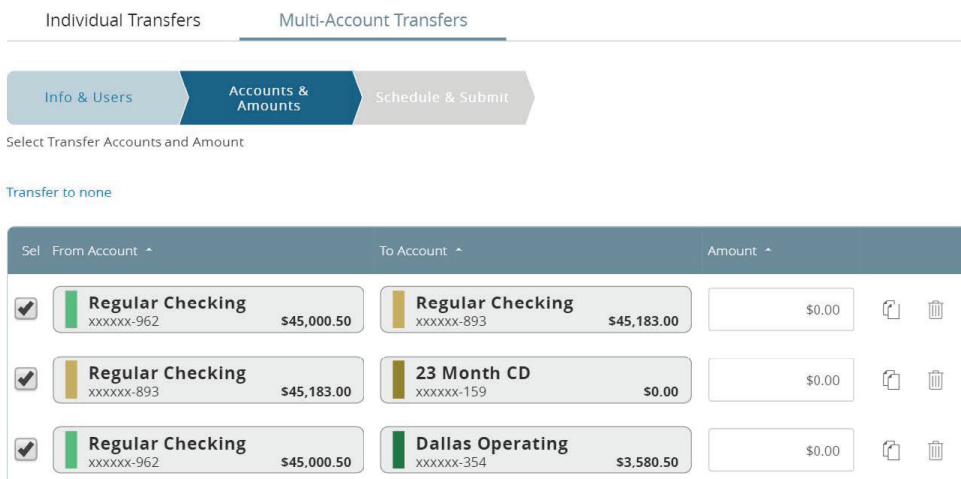 Individual Transfers Multi-Account Transfers
Info & Users Accounts & Amounts Schedule & Submit
Select Transfer Accounts and Amount
Transfer to none
Sel From Account To Account Amount
Regular Checking Regular Checking
xxxxxx-962 $45,000.50 xxxxxx-893 $45,183.00 $0.00
Regular Checking 23 Month CD
xxxxxx-893 $45,183.00 xxxxxx-159 $0.00 $0.00
Regular Checking Dallas Operating
xxxxxx-962 $45,000.50 xxxxxx-354 $3,580.50 $0.00